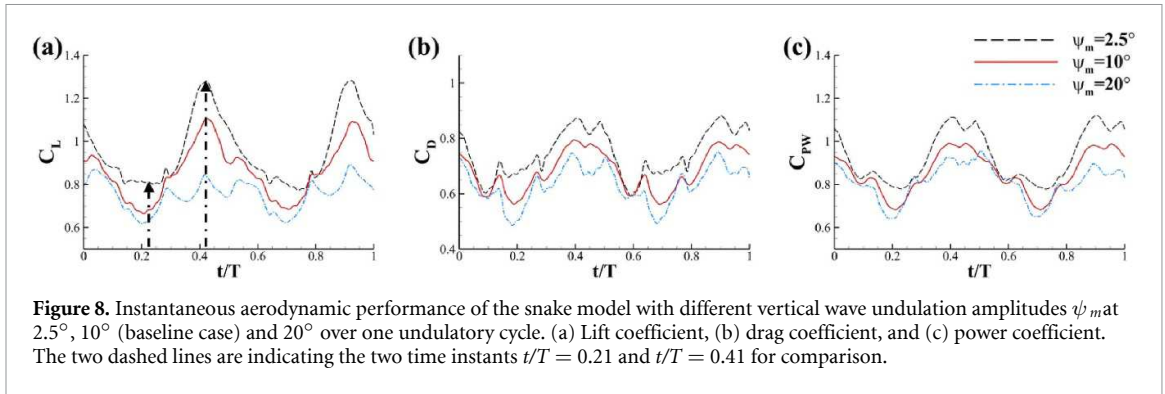 (a)
1.4
1.2
1
0.8
0.6
C_L
0
0.2
0.4
0.6
0.8
1
t/T
(b)
1
0.8
0.6
0.4
C_D
0
0.2
0.4
0.6
0.8
1
t/T
(c)
1.4
1.2
1
0.8
0.6
C_PW
0
0.2
0.4
0.6
0.8
1
t/T
ψ_m=2.5°
ψ_m=10°
ψ_m=20°
Figure 8. Instantaneous aerodynamic performance of the snake model with different vertical wave undulation amplitudes ψ_m at
2.5°, 10° (baseline case) and 20° over one undulatory cycle. (a) Lift coefficient, (b) drag coefficient, and (c) power coefficient.
The two dashed lines are indicating the two time instants t/T = 0.21 and t/T = 0.41 for comparison.